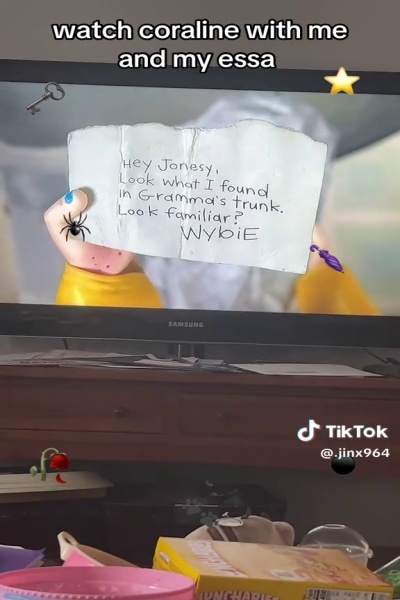 watch coraline with me
and my essa
Hey Jonesy,
Look what I found
in Gramma's trunk.
Look familiar?
WYbiE
SAMSUNG
TikTok
@.jinx964